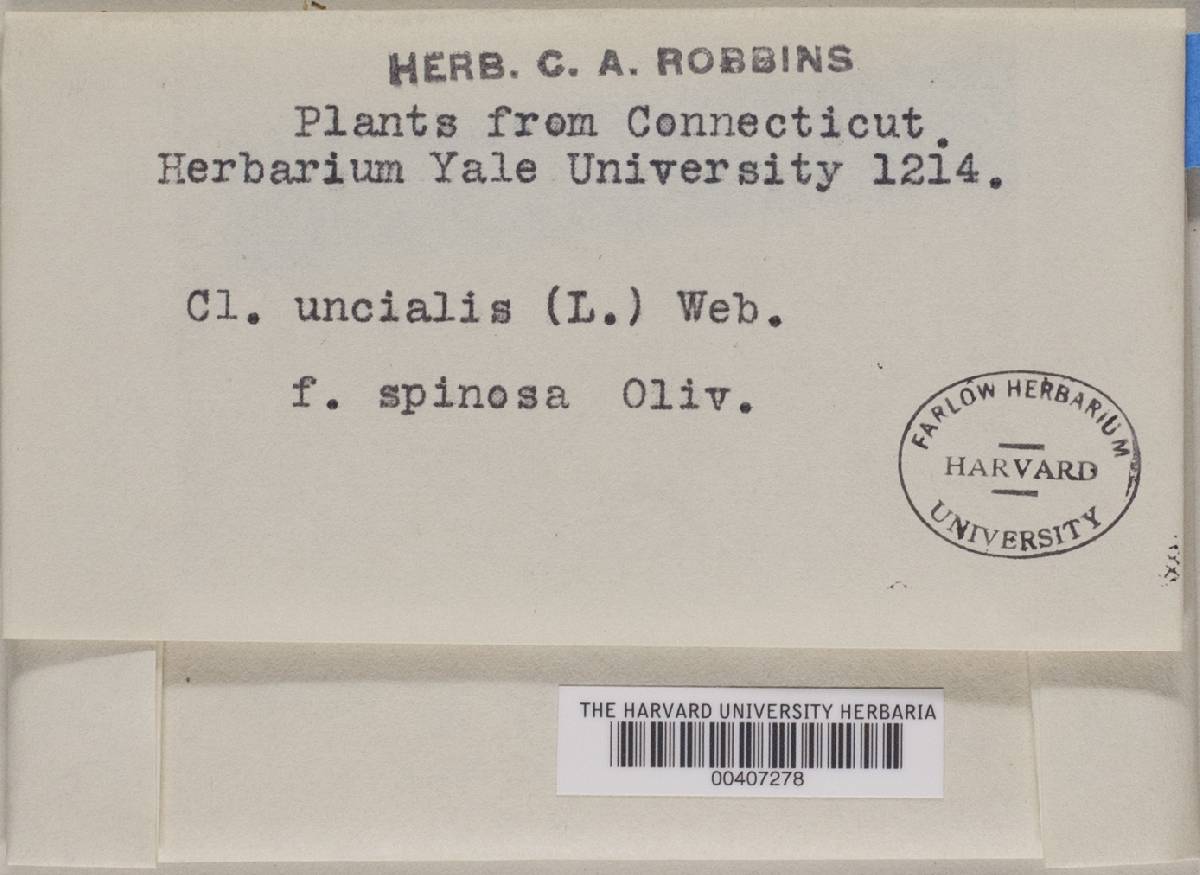 HERB. C. A. ROBBINS
Plants from Connecticut.
Herbarium Yale University 1214.
Cl. uncialis (L.) Web.
f. spinosa Oliv.
FARLOW HERBARIUM
HARVARD
UNIVERSITY
THE HARVARD UNIVERSITY HERBARIA
00407278